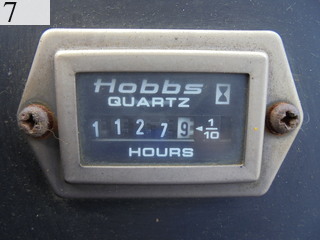 7
Hobbs
QUARTZ
1 1 2 7 9 ◄ 1/10
HOURS